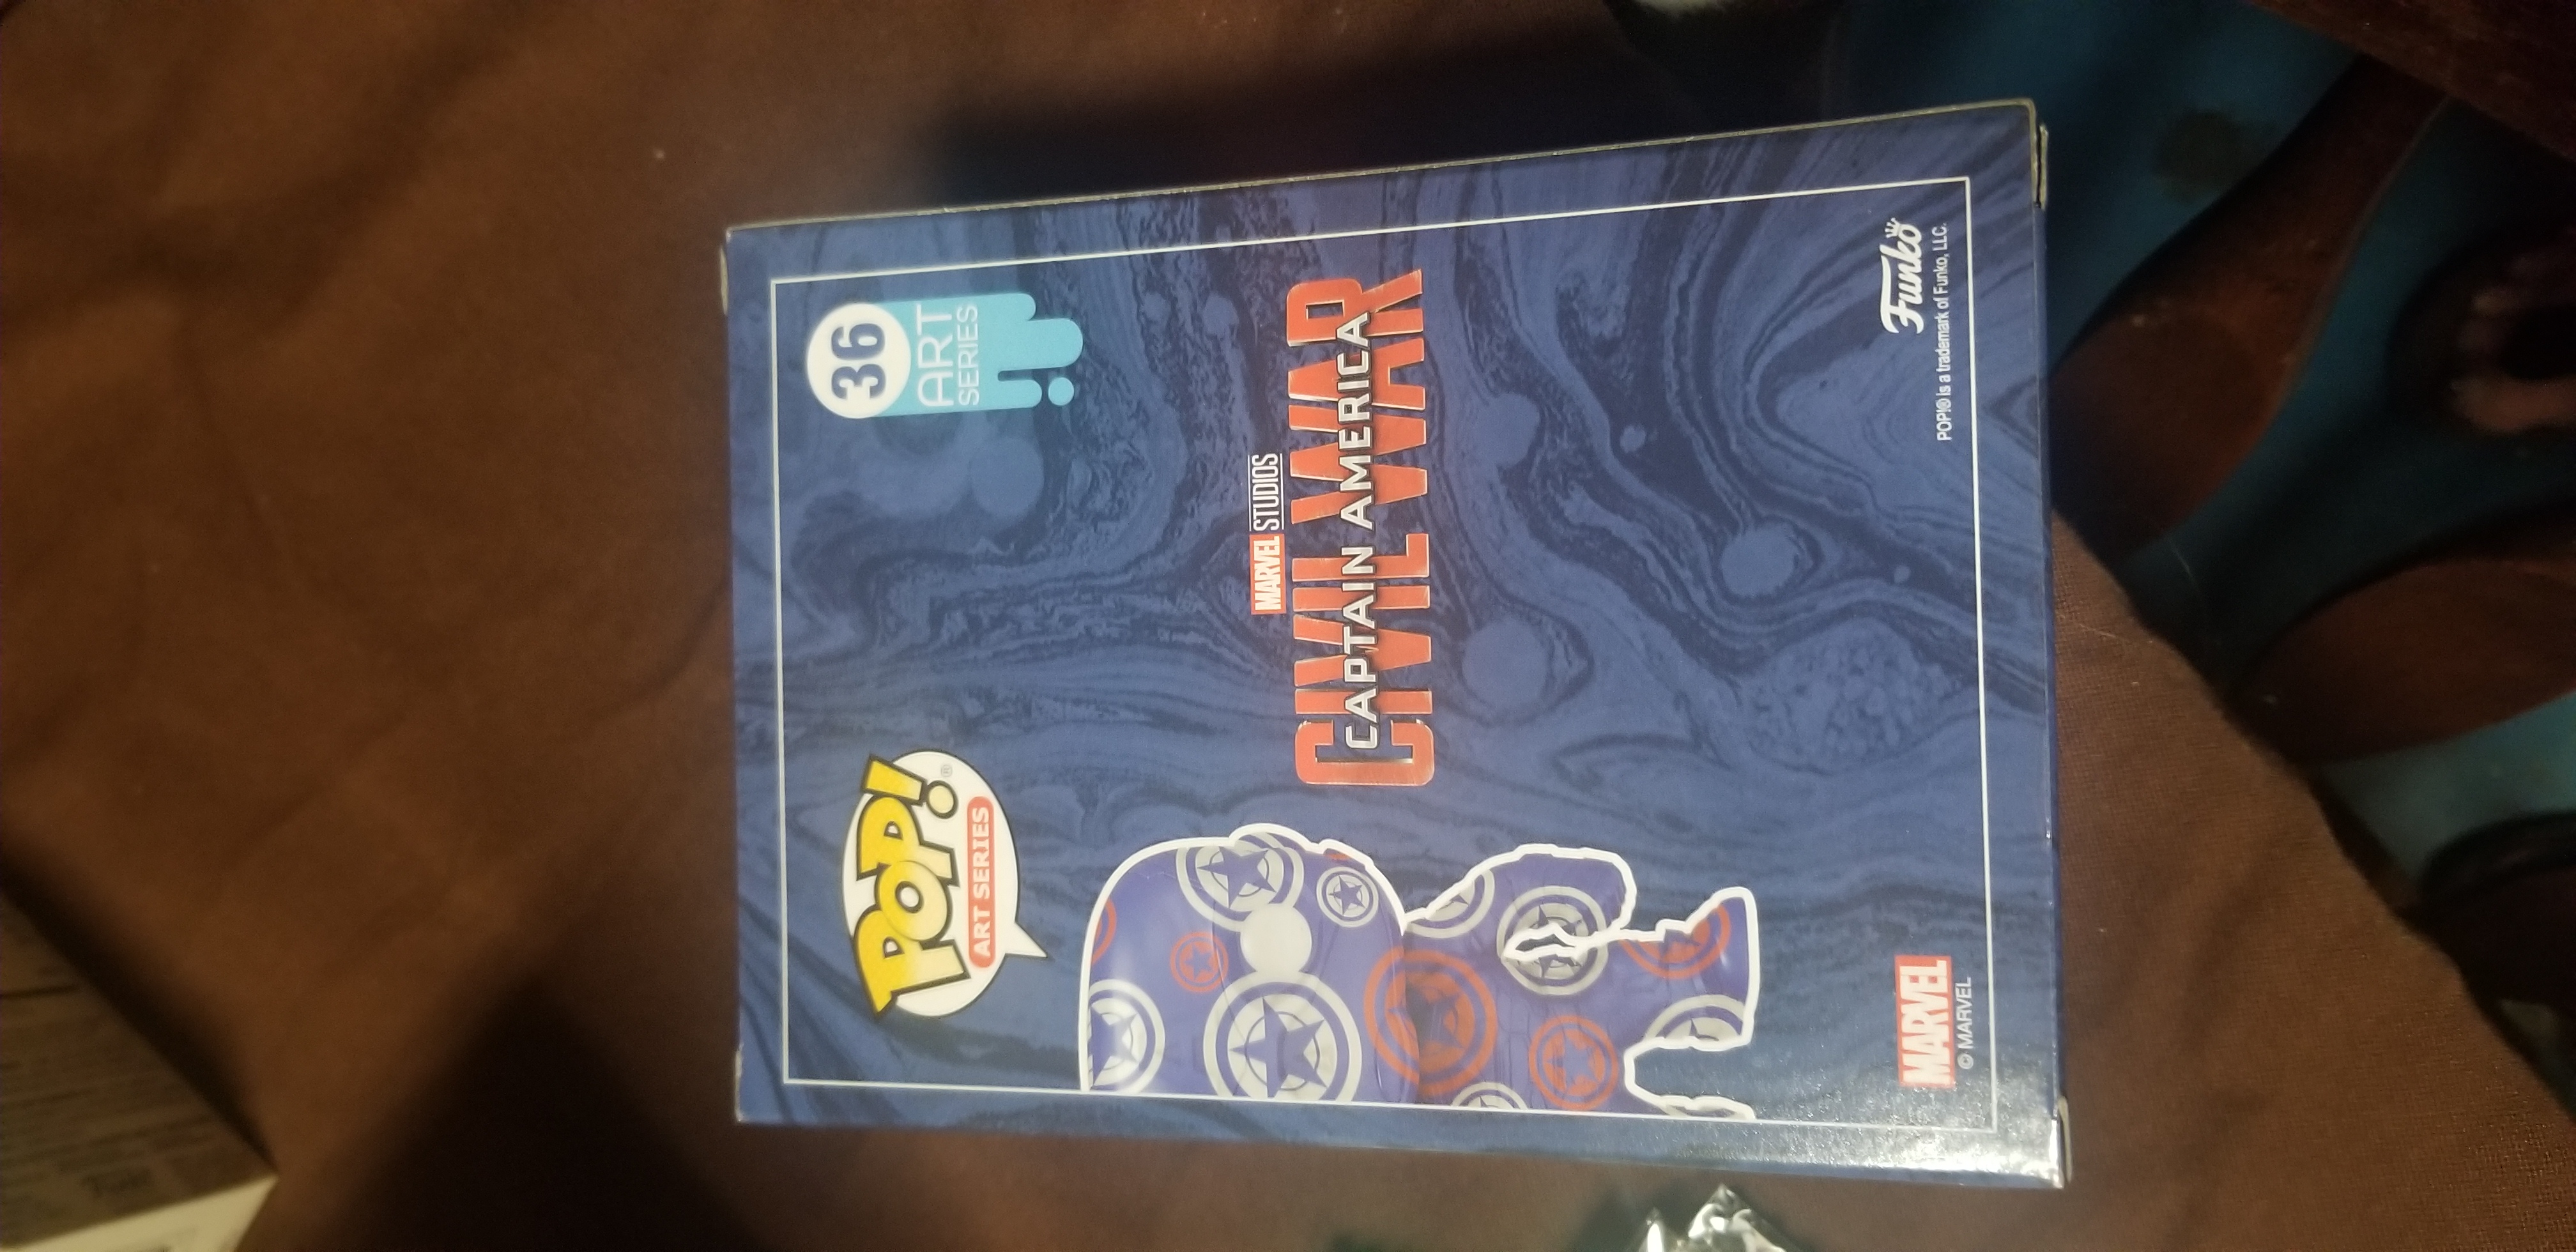 POP!®
ART SERIES
36
ART
SERIES
MARVEL STUDIOS
CAPTAIN AMERICA
CIVIL WAR
MARVEL
© MARVEL
Funko
POP!® is a trademark of Funko, LLC.